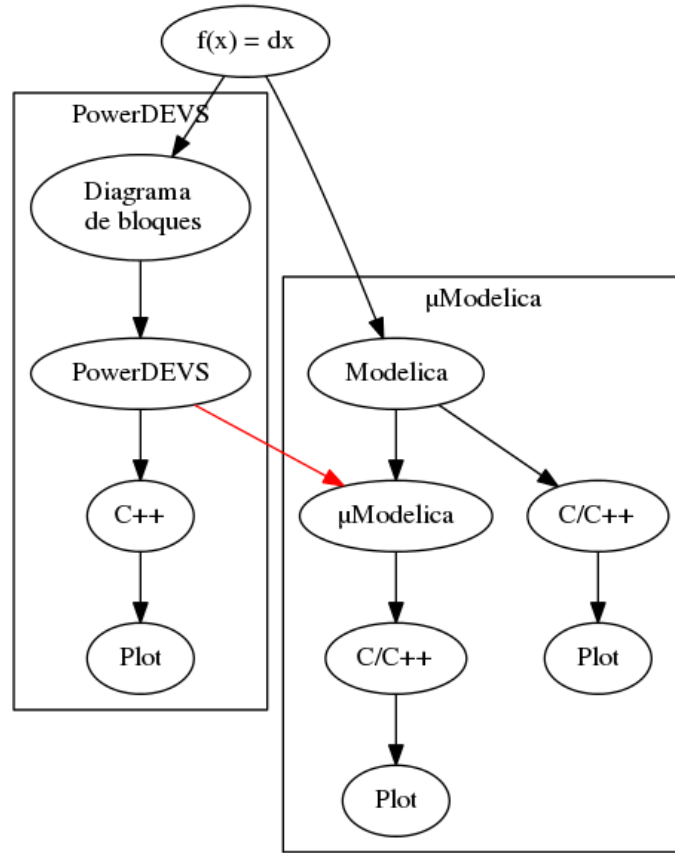 f(x) = dx
PowerDEVS
Diagrama
de bloques
PowerDEVS
C++
Plot
μModelica
Modelica
μModelica
C/C++
C/C++
Plot
Plot